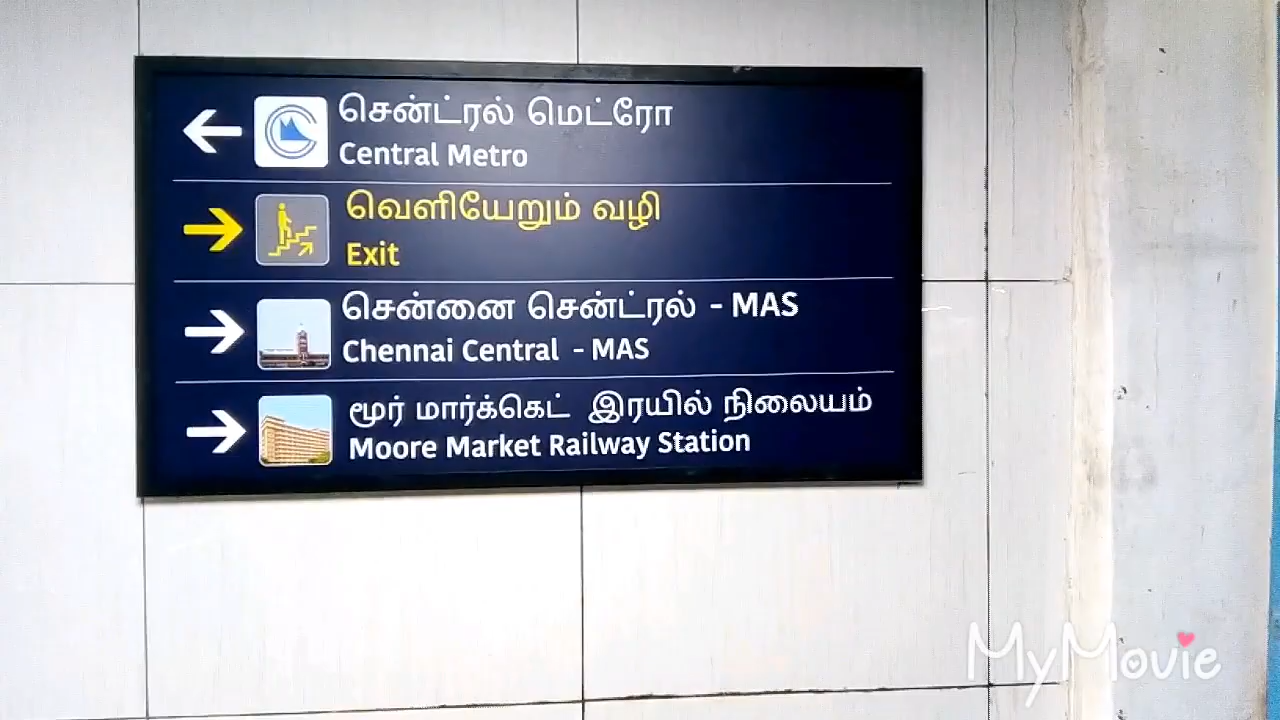 சென்ட்ரல் மெட்ரோ
Central Metro
வெளியேறும் வழி
Exit
சென்னை சென்ட்ரல் - MAS
Chennai Central - MAS
மூர் மார்க்கெட் இரயில் நிலையம்
Moore Market Railway Station
MyMovie